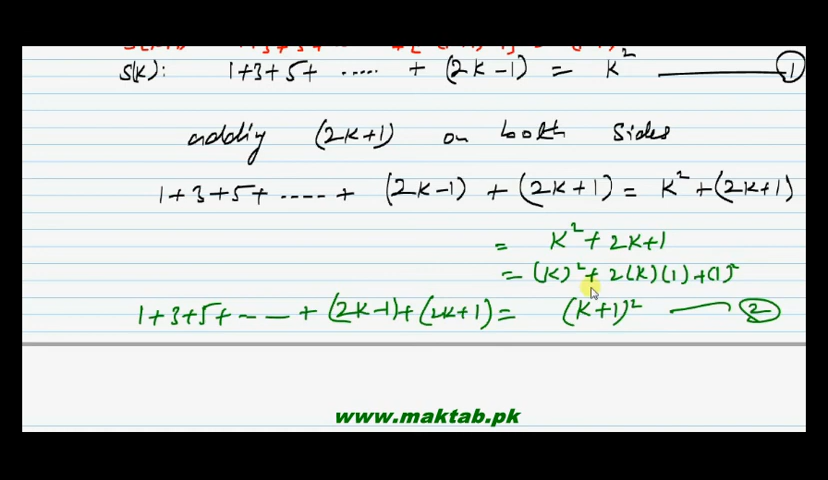 S(K): 1+3+5+ ..... + (2K-1) = K² ——— ①
addiy (2K+1) on both sides
1+3+5+ ..... + (2K-1) + (2K+1) = K²+(2K+1)
= K²+2K+1
= (K)²+2(K)(1)+(1)²
1+3+5+ - — + (2K-1)+(2K+1) = (K+1)² —— ②
www.maktab.pk